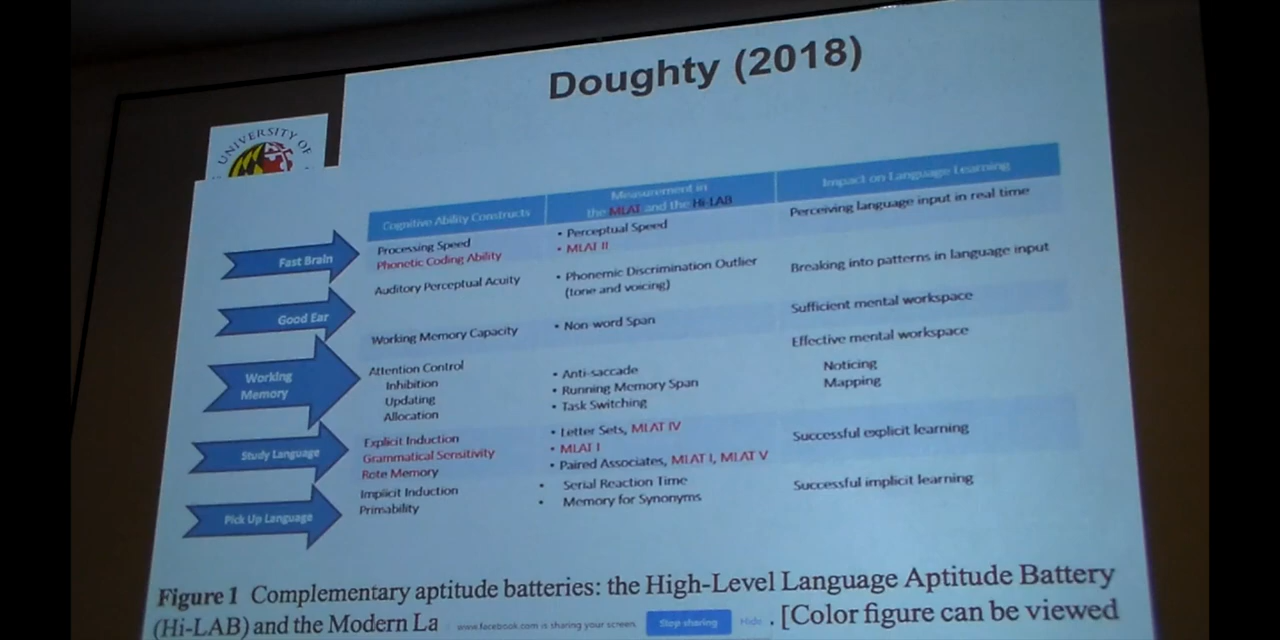 Doughty (2018)
UNIVERSITY OF
Cognitive Ability Constructs
Measurement in
the MLAT and the Hi-LAB
Impact on Language Learning
Fast Brain
Processing Speed
Phonetic Coding Ability
• Perceptual Speed
• MLAT II
Perceiving language input in real time
Good Ear
Auditory Perceptual Acuity
• Phonemic Discrimination Outlier
(tone and voicing)
Breaking into patterns in language input
Working
Memory
Working Memory Capacity
• Non word Span
Sufficient mental workspace
Attention Control
Inhibition
Updating
Allocation
• Anti-saccade
• Running Memory Span
• Task Switching
Effective mental workspace
Noticing
Mapping
Study Language
Explicit Induction
Grammatical Sensitivity
Rote Memory
• Letter Sets, MLAT IV
• MLAT I
• Paired Associates, MLAT I, MLAT V
Successful explicit learning
Pick Up Language
Implicit Induction
Primability
• Serial Reaction Time
• Memory for Synonyms
Successful implicit learning
Figure 1 Complementary aptitude batteries: the High-Level Language Aptitude Battery
(Hi-LAB) and the Modern La . [Color figure can be viewed
www.facebook.com is sharing your screen. Stop sharing Hide